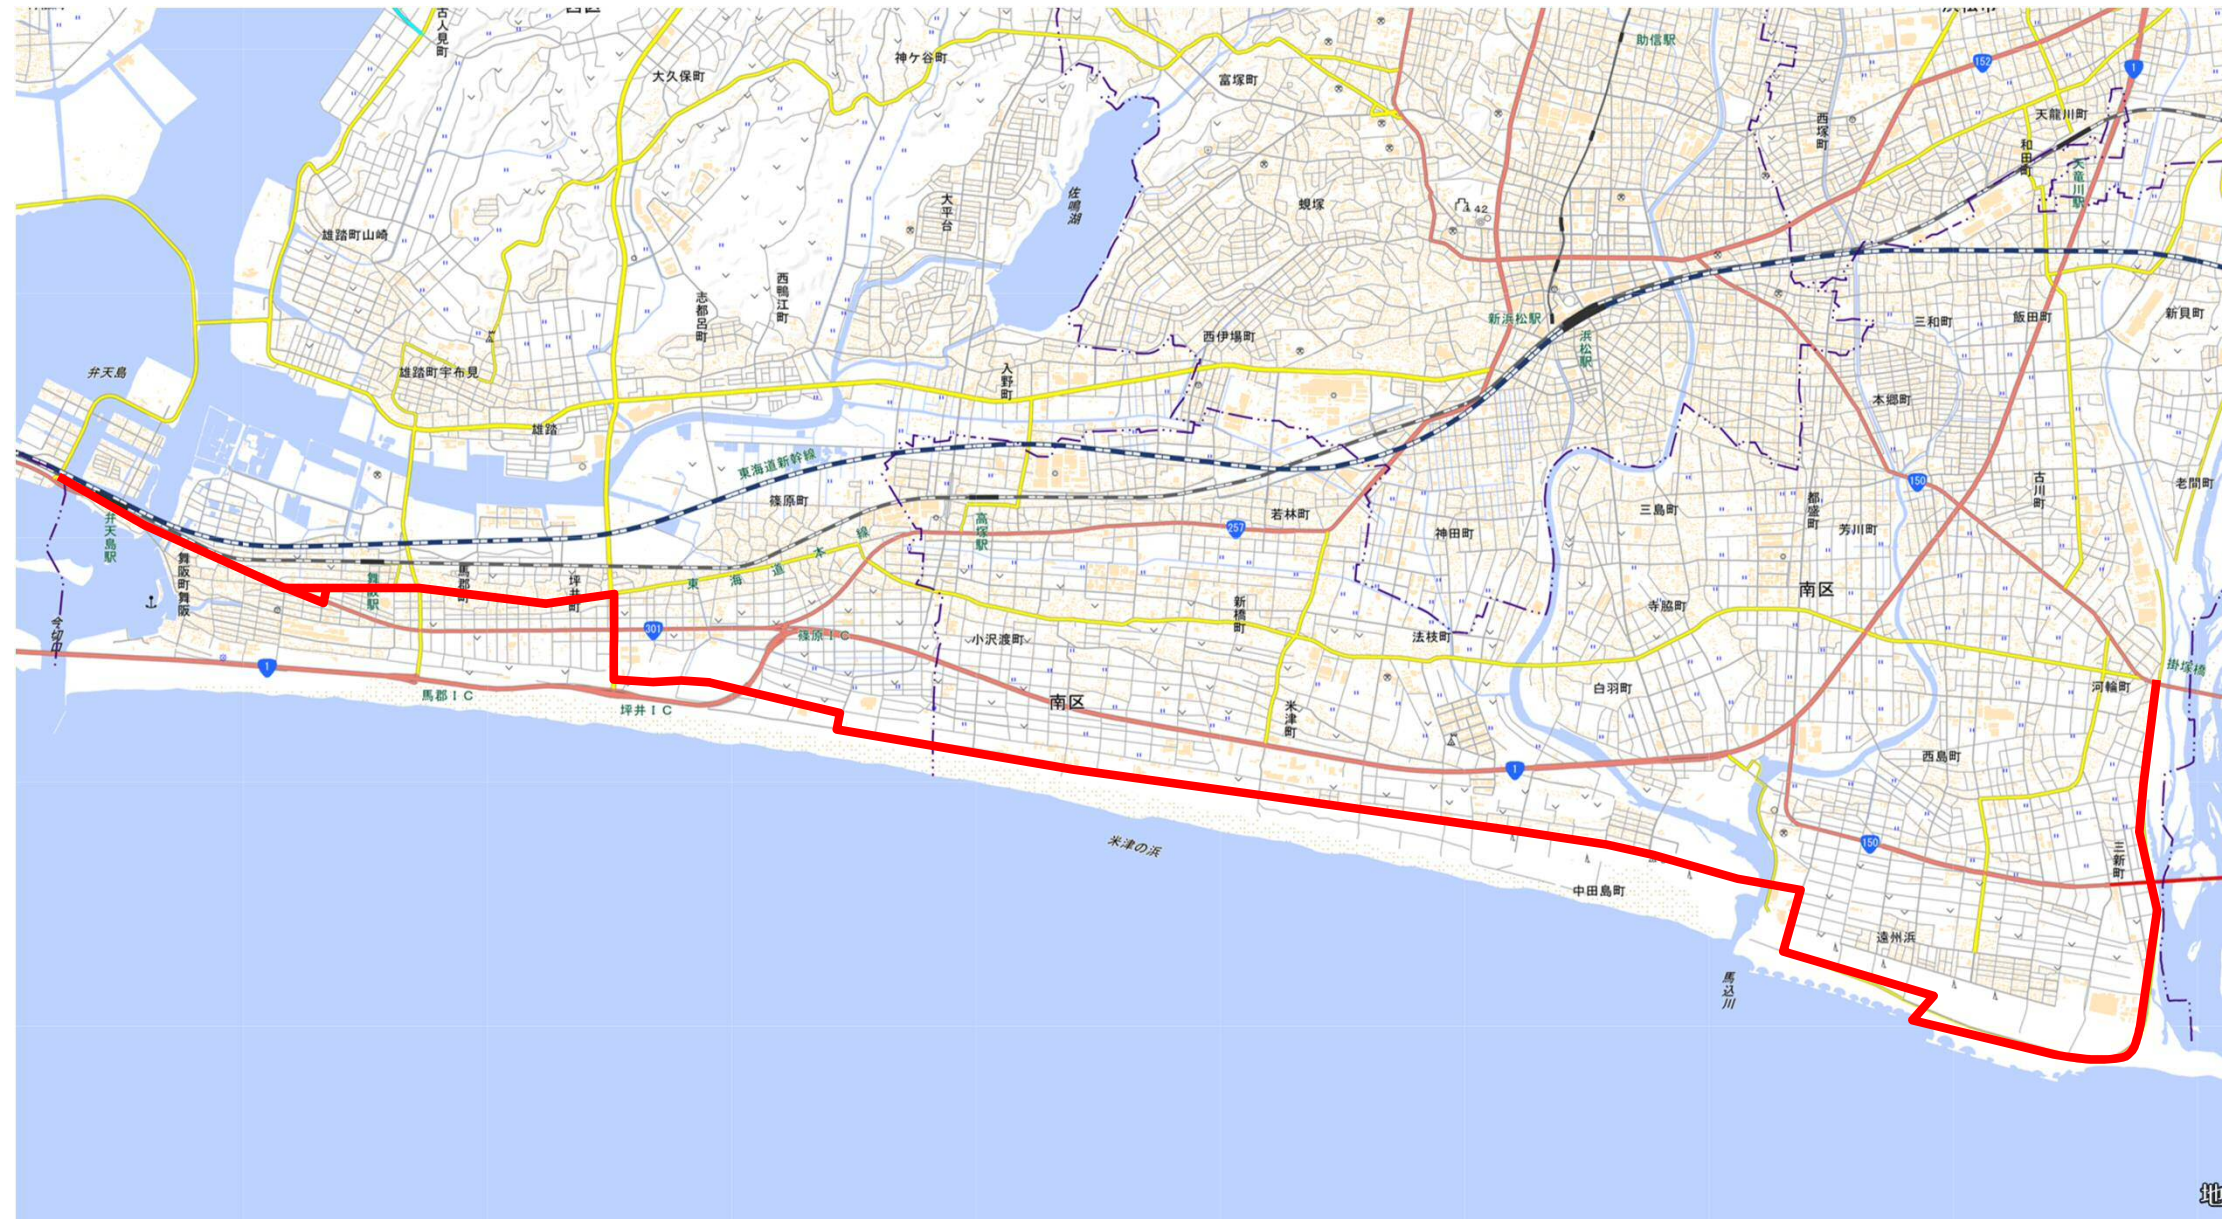 古人見町
大久保町
神ケ谷町
富塚町
助信駅
152
1
天龍川町
西塚町
和田町
天竜川駅
佐鳴湖
大平台
蜆塚
42
雄踏町山崎
志都呂町
西鴨江町
新浜松駅
浜松駅
三和町
飯田町
新貝町
西伊場町
弁天島
雄踏町宇布見
入野町
本郷町
雄踏
東海道新幹線
篠原町
高塚駅
若林町
257
神田町
三島町
都盛町
芳川町
150
古川町
老間町
弁天島駅
舞阪町舞阪
舞阪駅
馬郡町
坪井町
東海道本線
新橋町
寺脇町
南区
今切口
301
篠原IC
小沢渡町
法枝町
掛塚橋
1
馬郡IC
坪井IC
南区
米津町
白羽町
河輪町
西島町
1
米津の浜
中田島町
150
三新町
遠州浜
馬込川
地